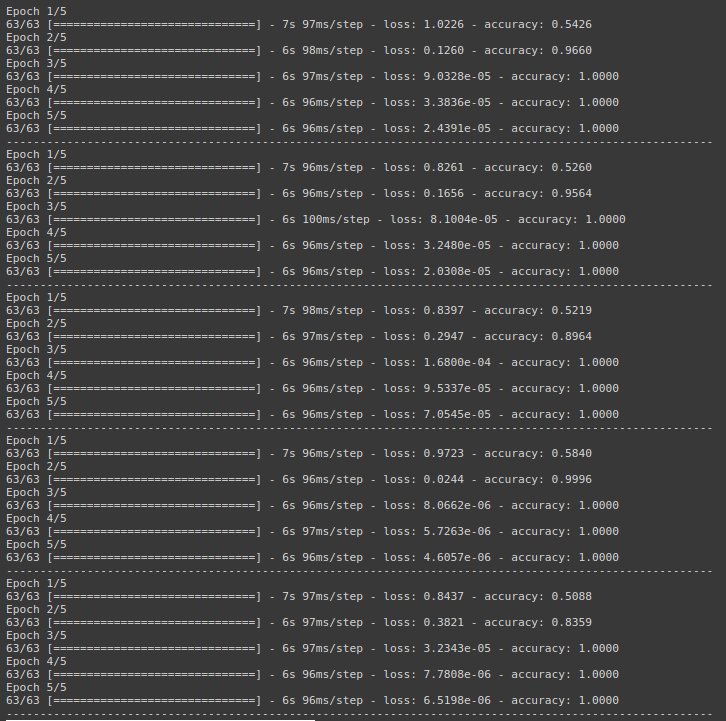 Epoch 1/5
63/63 [==============================] - 7s 97ms/step - loss: 1.0226 - accuracy: 0.5426
Epoch 2/5
63/63 [==============================] - 6s 98ms/step - loss: 0.1260 - accuracy: 0.9660
Epoch 3/5
63/63 [==============================] - 6s 97ms/step - loss: 9.0328e-05 - accuracy: 1.0000
Epoch 4/5
63/63 [==============================] - 6s 96ms/step - loss: 3.3836e-05 - accuracy: 1.0000
Epoch 5/5
63/63 [==============================] - 6s 96ms/step - loss: 2.4391e-05 - accuracy: 1.0000
---------------------------------------------------------------------------------------------------------
Epoch 1/5
63/63 [==============================] - 7s 96ms/step - loss: 0.8261 - accuracy: 0.5260
Epoch 2/5
63/63 [==============================] - 6s 96ms/step - loss: 0.1656 - accuracy: 0.9564
Epoch 3/5
63/63 [==============================] - 6s 100ms/step - loss: 8.1004e-05 - accuracy: 1.0000
Epoch 4/5
63/63 [==============================] - 6s 96ms/step - loss: 3.2480e-05 - accuracy: 1.0000
Epoch 5/5
63/63 [==============================] - 6s 96ms/step - loss: 2.0308e-05 - accuracy: 1.0000
---------------------------------------------------------------------------------------------------------
Epoch 1/5
63/63 [==============================] - 7s 98ms/step - loss: 0.8397 - accuracy: 0.5219
Epoch 2/5
63/63 [==============================] - 6s 97ms/step - loss: 0.2947 - accuracy: 0.8964
Epoch 3/5
63/63 [==============================] - 6s 96ms/step - loss: 1.6800e-04 - accuracy: 1.0000
Epoch 4/5
63/63 [==============================] - 6s 96ms/step - loss: 9.5337e-05 - accuracy: 1.0000
Epoch 5/5
63/63 [==============================] - 6s 96ms/step - loss: 7.0545e-05 - accuracy: 1.0000
---------------------------------------------------------------------------------------------------------
Epoch 1/5
63/63 [==============================] - 7s 96ms/step - loss: 0.9723 - accuracy: 0.5840
Epoch 2/5
63/63 [==============================] - 6s 96ms/step - loss: 0.0244 - accuracy: 0.9996
Epoch 3/5
63/63 [==============================] - 6s 96ms/step - loss: 8.0662e-06 - accuracy: 1.0000
Epoch 4/5
63/63 [==============================] - 6s 97ms/step - loss: 5.7263e-06 - accuracy: 1.0000
Epoch 5/5
63/63 [==============================] - 6s 96ms/step - loss: 4.6057e-06 - accuracy: 1.0000
---------------------------------------------------------------------------------------------------------
Epoch 1/5
63/63 [==============================] - 7s 97ms/step - loss: 0.8437 - accuracy: 0.5088
Epoch 2/5
63/63 [==============================] - 6s 97ms/step - loss: 0.3821 - accuracy: 0.8359
Epoch 3/5
63/63 [==============================] - 6s 97ms/step - loss: 3.2343e-05 - accuracy: 1.0000
Epoch 4/5
63/63 [==============================] - 6s 96ms/step - loss: 7.7808e-06 - accuracy: 1.0000
Epoch 5/5
63/63 [==============================] - 6s 96ms/step - loss: 6.5198e-06 - accuracy: 1.0000
---------------------------------------------------------------------------------------------------------